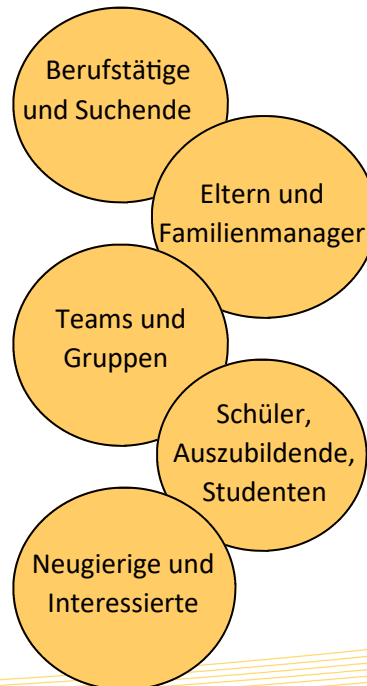 Berufstätige
und Suchende
Eltern und
Familienmanager
Teams und
Gruppen
Schüler,
Auszubildende,
Studenten
Neugierige und
Interessierte